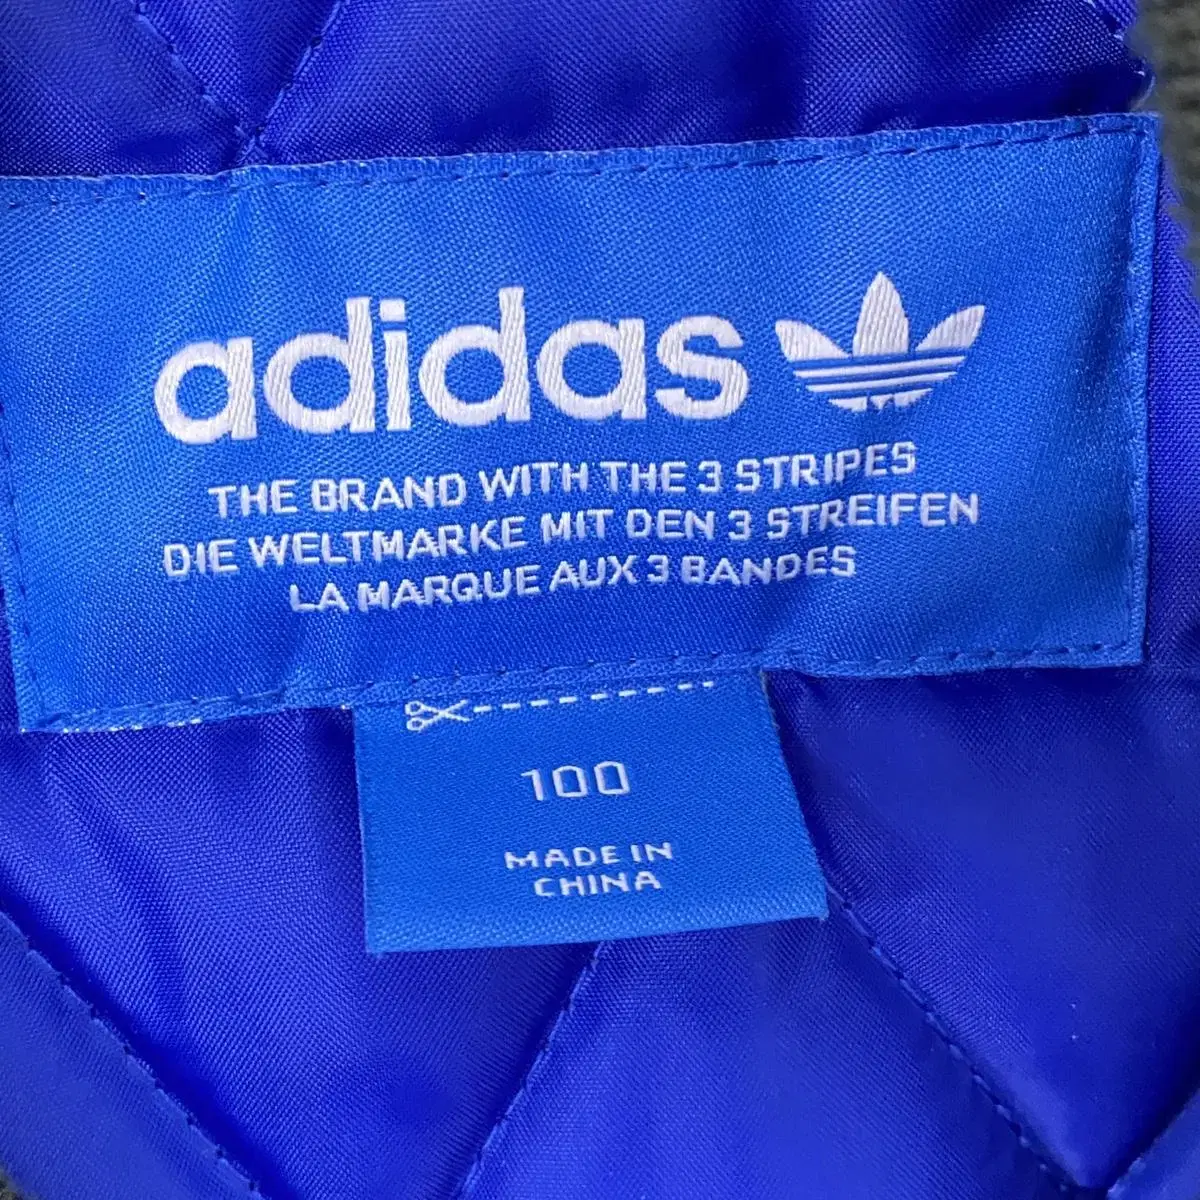 adidas
THE BRAND WITH THE 3 STRIPES
DIE WELTMARKE MIT DEN 3 STREIFEN
LA MARQUE AUX 3 BANDES
100
MADE IN
CHINA